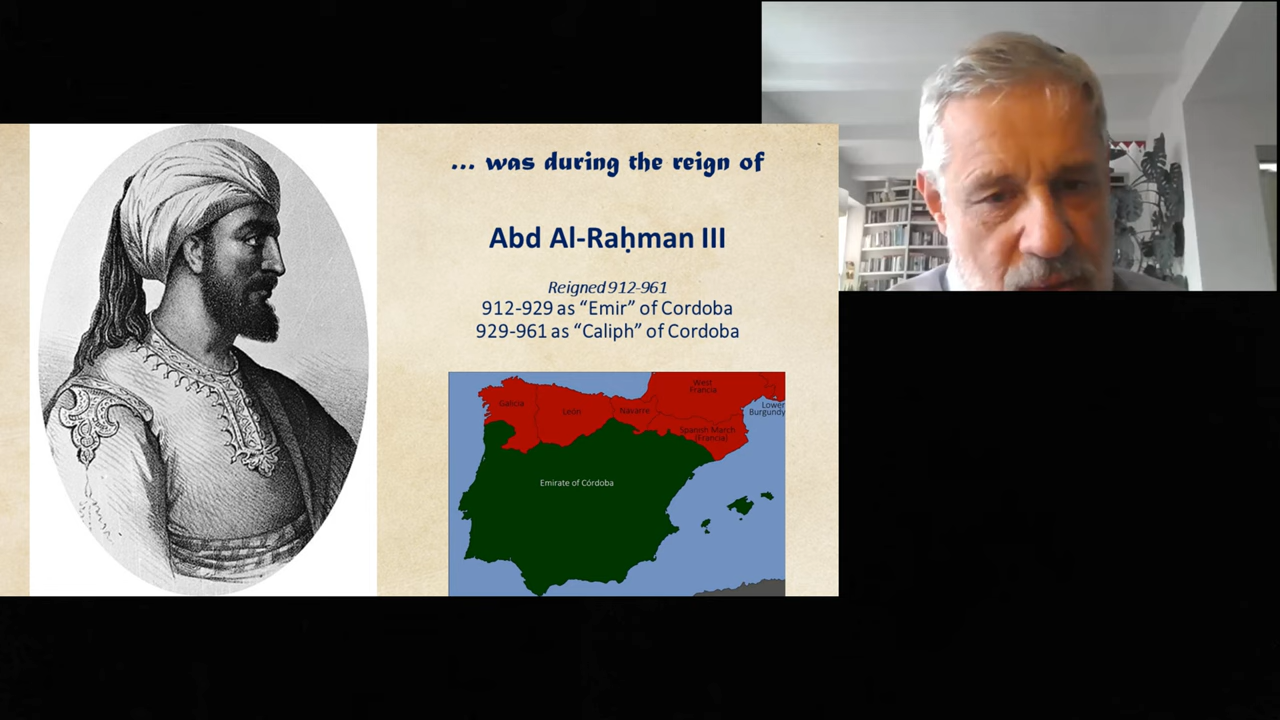 ... was during the reign of
Abd Al-Raḥman III
Reigned 912-961
912-929 as “Emir” of Cordoba
929-961 as “Caliph” of Cordoba
West
Francia
Lower
Burgundy
Galicia
León
Navarre
Spanish March
(Francia)
Emirate of Córdoba